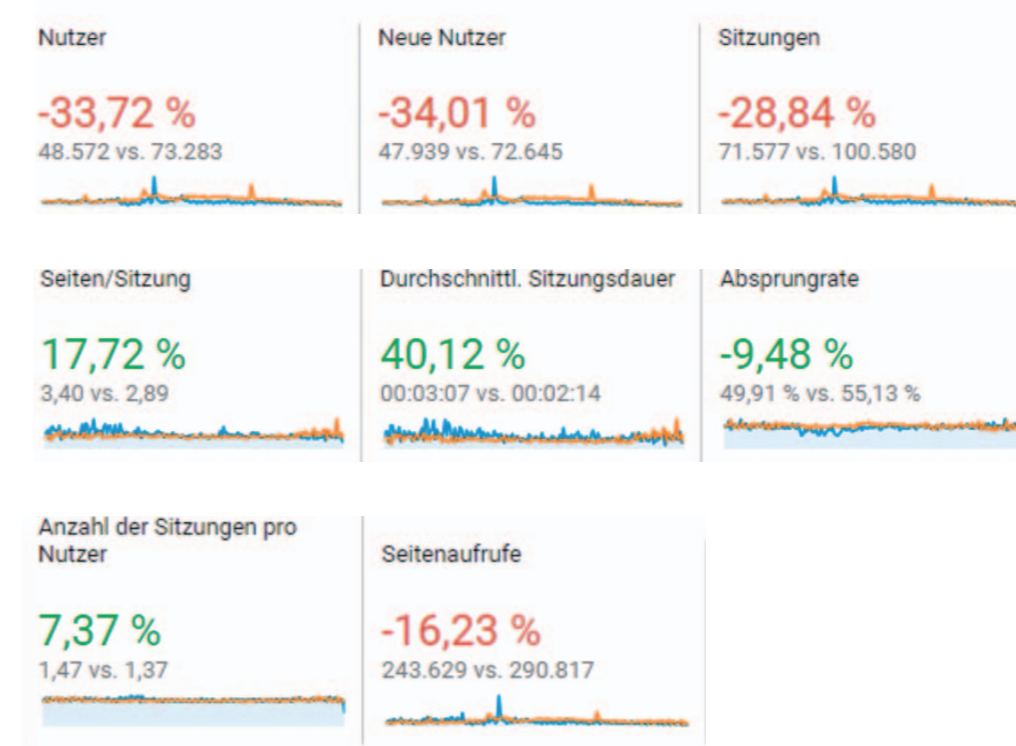 Nutzer
-33,72 %
48.572 vs. 73.283
Neue Nutzer
-34,01 %
47.939 vs. 72.645
Sitzungen
-28,84 %
71.577 vs. 100.580
Seiten/Sitzung
17,72 %
3,40 vs. 2,89
Durchschnittl. Sitzungsdauer
40,12 %
00:03:07 vs. 00:02:14
Absprungrate
-9,48 %
49,91 % vs. 55,13 %
Anzahl der Sitzungen pro
Nutzer
7,37 %
1,47 vs. 1,37
Seitenaufrufe
-16,23 %
243.629 vs. 290.817